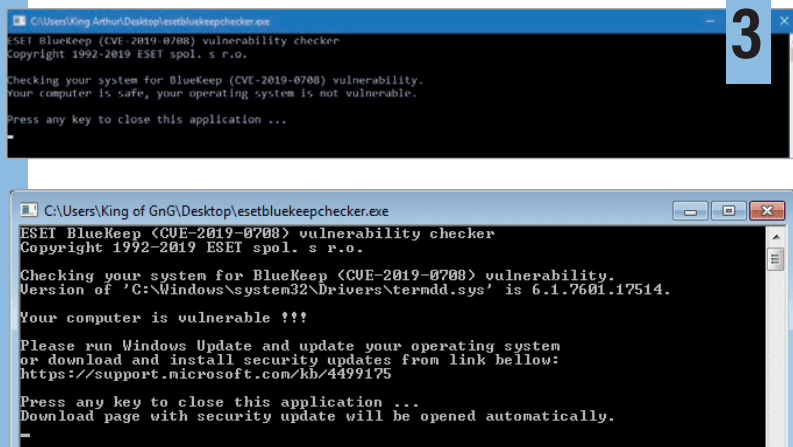 C:\Users\King Arthur\Desktop\esetbluekeepchecker.exe
3
ESET BlueKeep (CVE-2019-0708) vulnerability checker
Copyright 1992-2019 ESET spol. s r.o.
Checking your system for BlueKeep (CVE-2019-0708) vulnerability.
Your computer is safe, your operating system is not vulnerable.
Press any key to close this application ...
C:\Users\King of GnG\Desktop\esetbluekeepchecker.exe
ESET BlueKeep (CVE-2019-0708) vulnerability checker
Copyright 1992-2019 ESET spol. s r.o.
Checking your system for BlueKeep (CVE-2019-0708) vulnerability.
Version of 'C:\Windows\system32\Drivers\termdd.sys' is 6.1.7601.17514.
Your computer is vulnerable !!!
Please run Windows Update and update your operating system
or download and install security updates from link bellow:
https://support.microsoft.com/kb/4499175
Press any key to close this application ...
Download page with security update will be opened automatically.